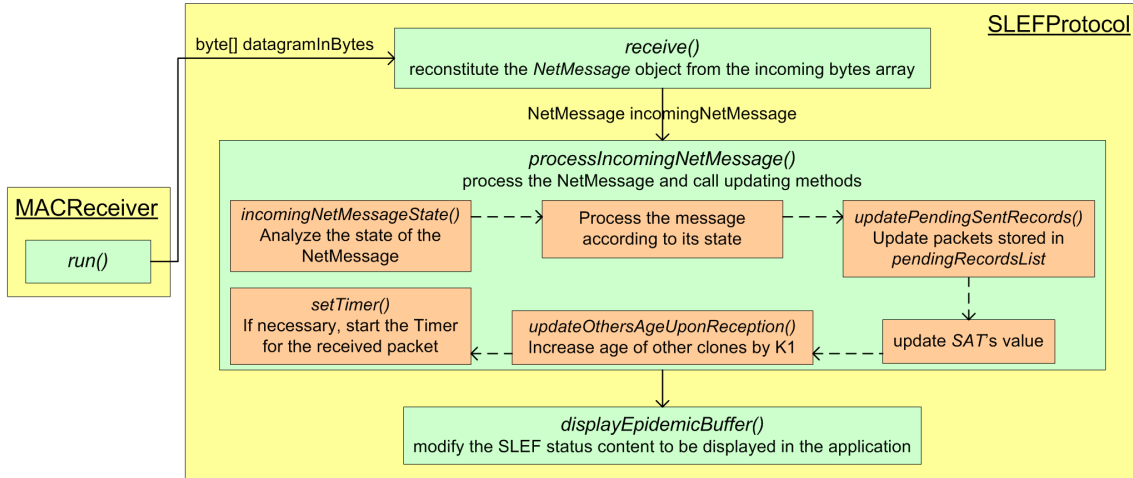 SLEFProtocol
byte[] datagramInBytes
receive()
reconstitute the NetMessage object from the incoming bytes array
NetMessage incomingNetMessage
processIncomingNetMessage()
process the NetMessage and call updating methods
MACReceiver
run()
incomingNetMessageState()
Analyze the state of the
NetMessage
Process the message
according to its state
updatePendingSentRecords()
Update packets stored in
pendingRecordsList
update SAT's value
updateOthersAgeUponReception()
Increase age of other clones by K1
setTimer()
If necessary, start the Timer
for the received packet
displayEpidemicBuffer()
modify the SLEF status content to be displayed in the application